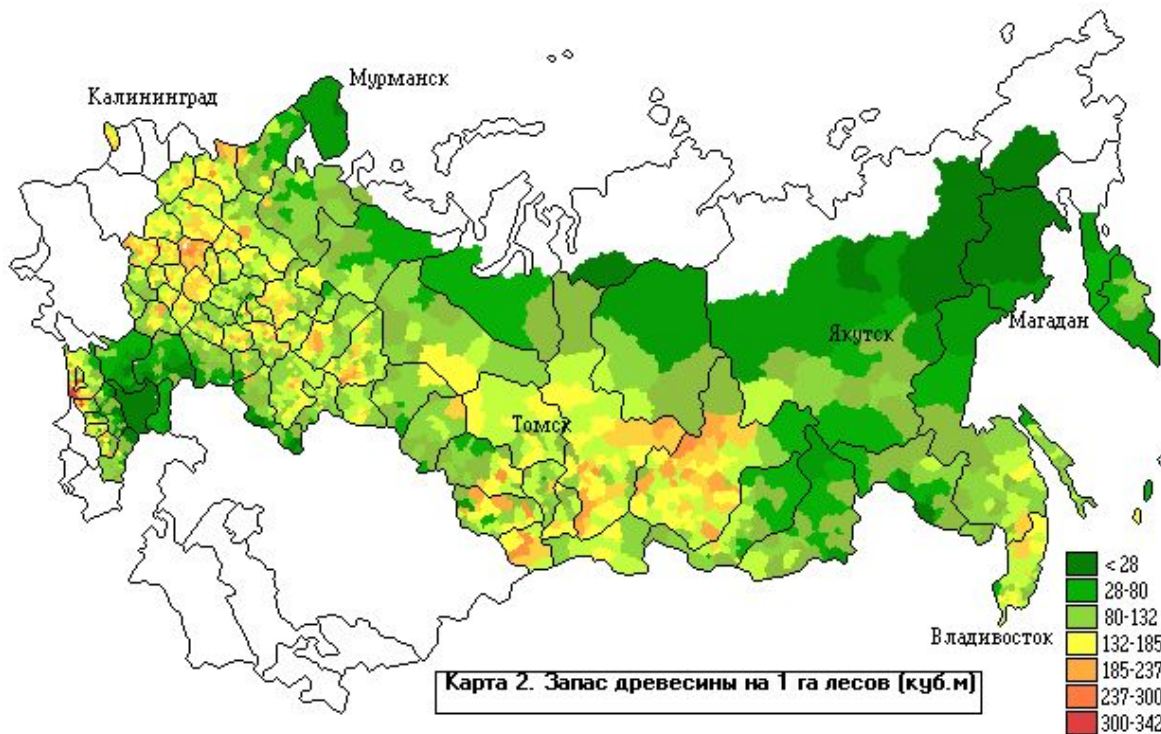 Мурманск
Калининград
Якутск
Магадан
Томск
< 28
28-80
80-132
132-185
185-237
237-300
300-342
Владивосток
Карта 2. Запас древесины на 1 га лесов (куб.м)